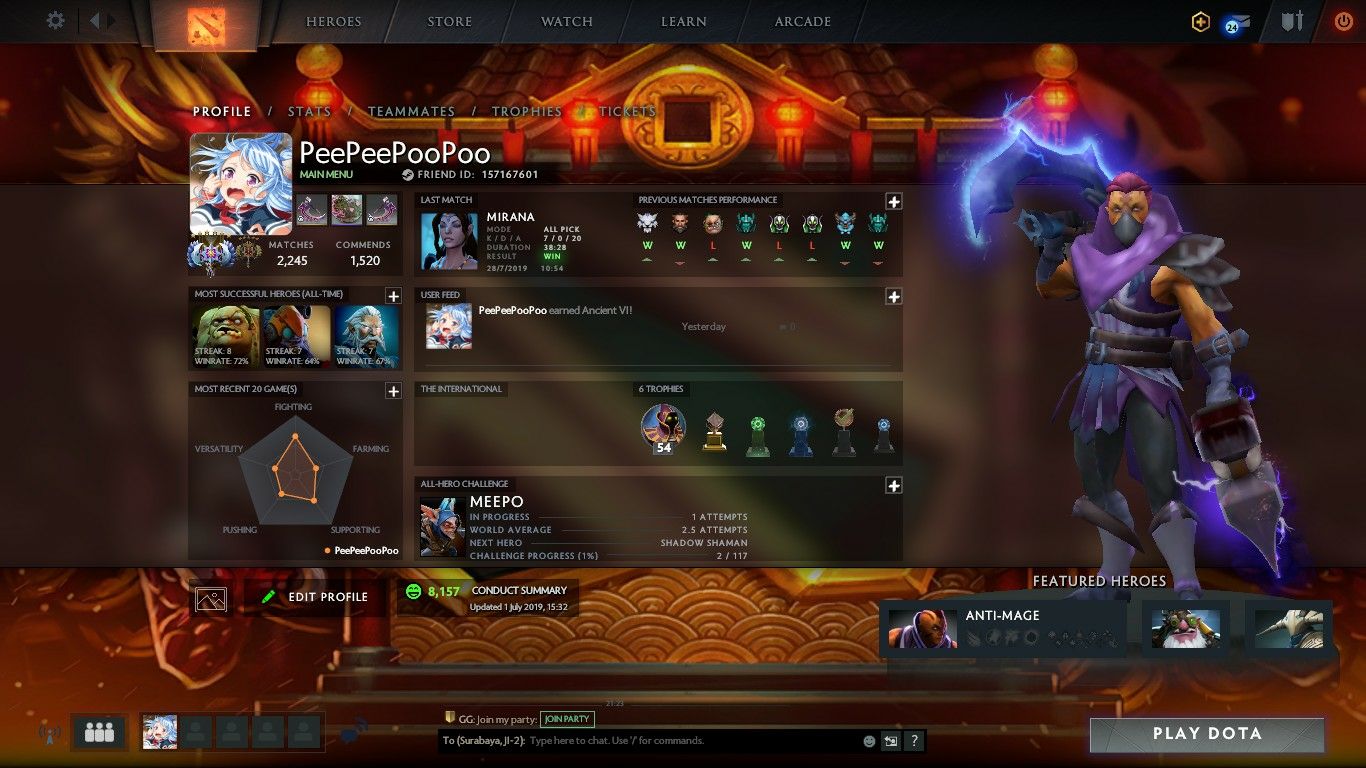 HEROES STORE WATCH LEARN ARCADE
24
PROFILE / STATS / TEAMMATES / TROPHIES / TICKETS
PeePeePooPoo
MAIN MENU FRIEND ID: 157167601
MATCHES COMMENDS
2,245 1,520
LAST MATCH
MIRANA
MODE ALL PICK
K / D / A 7 / 0 / 20
DURATION 38:28
RESULT WIN
28/7/2019 10:54
PREVIOUS MATCHES PERFORMANCE
W W L W L L W W
MOST SUCCESSFUL HEROES (ALL-TIME)
STREAK: 8 STREAK: 7 STREAK: 7
WINRATE: 72% WINRATE: 64% WINRATE: 67%
USER FEED
PeePeePooPoo earned Ancient VI!
Yesterday 0
MOST RECENT 20 GAME(S)
FIGHTING
VERSATILITY FARMING
PUSHING SUPPORTING
PeePeePooPoo
THE INTERNATIONAL
6 TROPHIES
54
ALL-HERO CHALLENGE
MEEPO
IN PROGRESS 1 ATTEMPTS
WORLD AVERAGE 2.5 ATTEMPTS
NEXT HERO SHADOW SHAMAN
CHALLENGE PROGRESS (1%) 2 / 117
EDIT PROFILE
8,157 CONDUCT SUMMARY
Updated 1 July 2019, 15:32
FEATURED HEROES
ANTI-MAGE
21:23
GG: Join my party: JOIN PARTY
To (Surabaya, JI-2): Type here to chat. Use '/' for commands.
?
PLAY DOTA